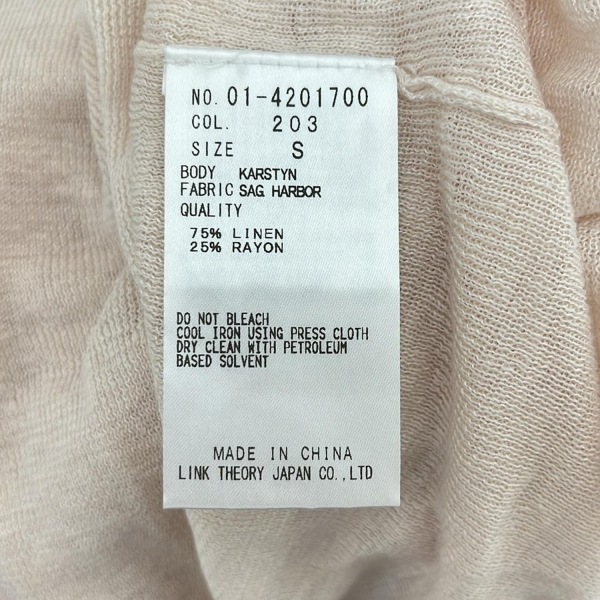 NO. 01-4201700
COL. 203
SIZE S
BODY KARSTYN
FABRIC SAG HARBOR
QUALITY
75% LINEN
25% RAYON
DO NOT BLEACH
COOL IRON USING PRESS CLOTH
DRY CLEAN WITH PETROLEUM
BASED SOLVENT
MADE IN CHINA
LINK THEORY JAPAN CO.,LTD